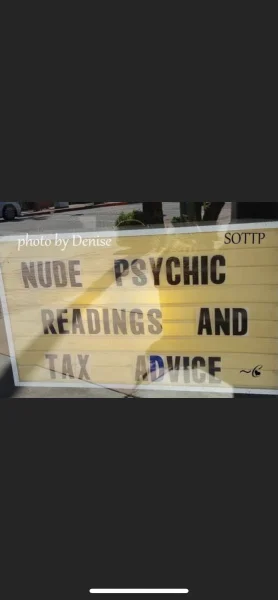 photo by Denise
SOTTP
NUDE PSYCHIC
READINGS AND
TAX ADVICE